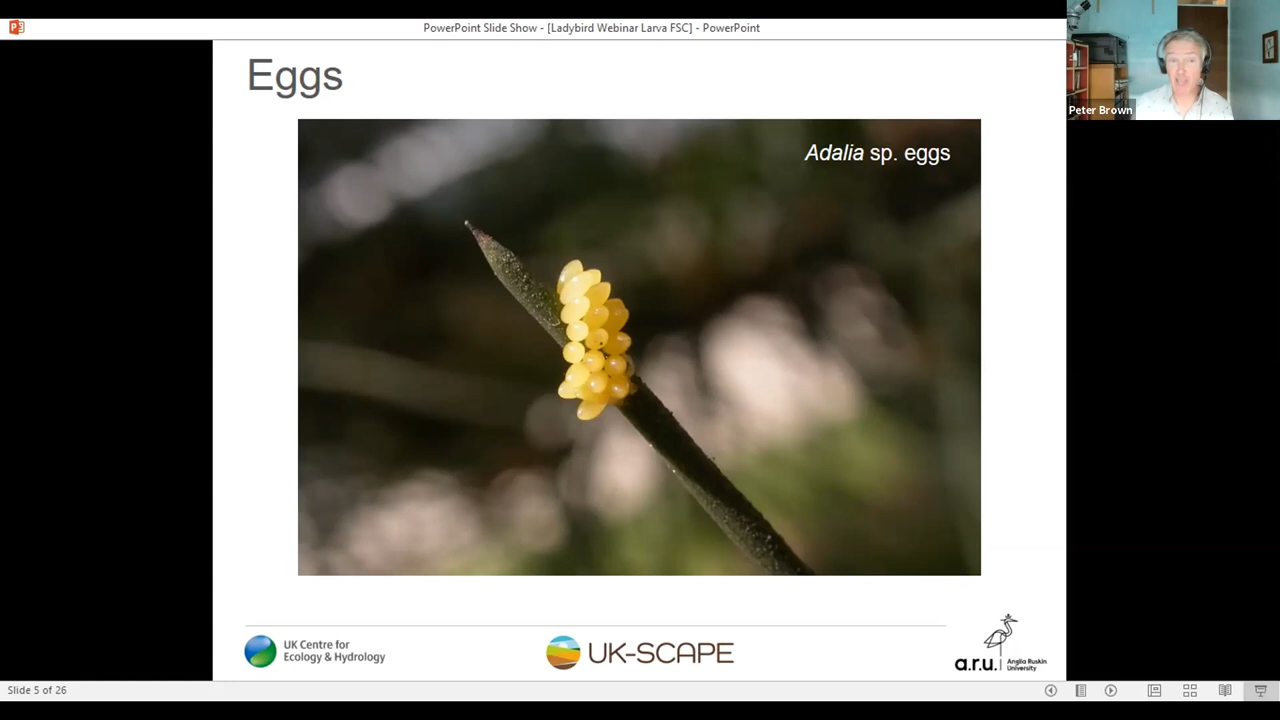 PowerPoint Slide Show - [Ladybird Webinar Larva FSC] - PowerPoint
Peter Brown
Eggs
Adalia sp. eggs
UK Centre for
Ecology & Hydrology
UK-SCAPE
a.r.u.
Anglia Ruskin
University
Slide 5 of 26